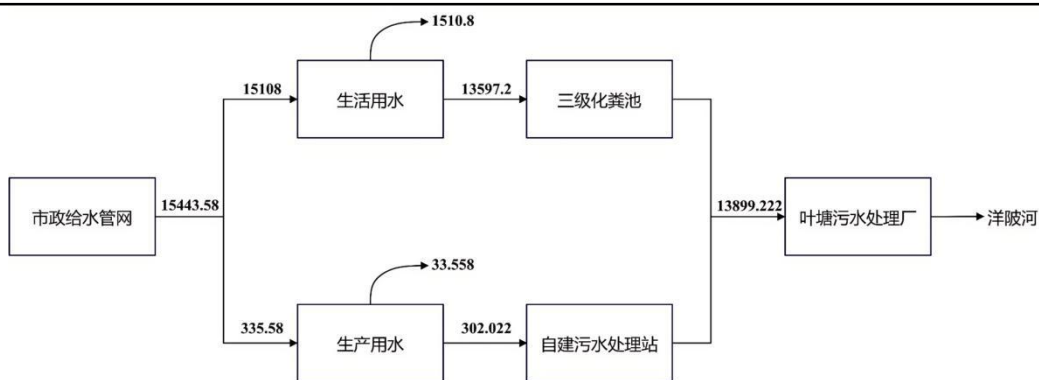 1510.8
15108
生活用水
13597.2
三级化粪池
市政给水管网
15443.58
13899.222
叶塘污水处理厂
洋陂河
33.558
335.58
生产用水
302.022
自建污水处理站